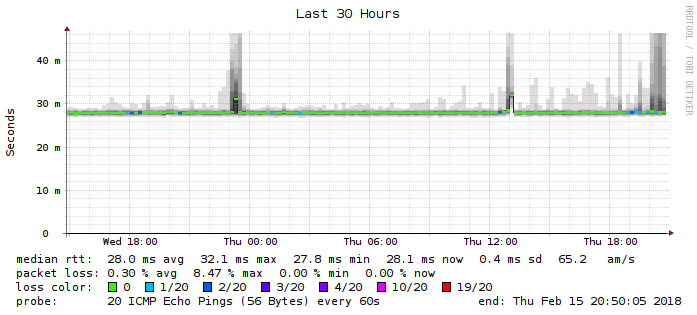 Last 30 Hours
RRDTOOL / TOBI OETIKER
Seconds
40 m
30 m
20 m
10 m
0
Wed 18:00 Thu 00:00 Thu 06:00 Thu 12:00 Thu 18:00
median rtt: 28.0 ms avg 32.1 ms max 27.8 ms min 28.1 ms now 0.4 ms sd 65.2 am/s
packet loss: 0.30 % avg 8.47 % max 0.00 % min 0.00 % now
loss color: 0 1/20 2/20 3/20 4/20 10/20 19/20
probe: 20 ICMP Echo Pings (56 Bytes) every 60s end: Thu Feb 15 20:50:05 2018